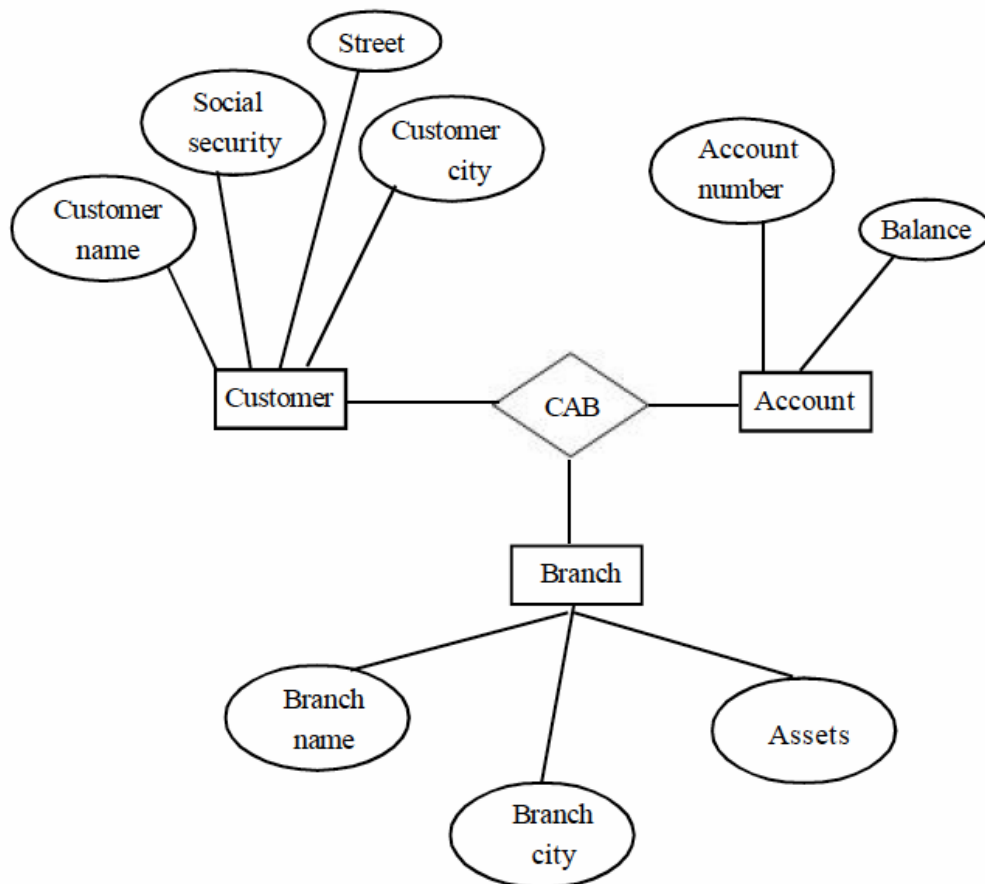 Street
Social
security
Customer
city
Account
number
Customer
name
Balance
Customer
CAB
Account
Branch
Branch
name
Assets
Branch
city